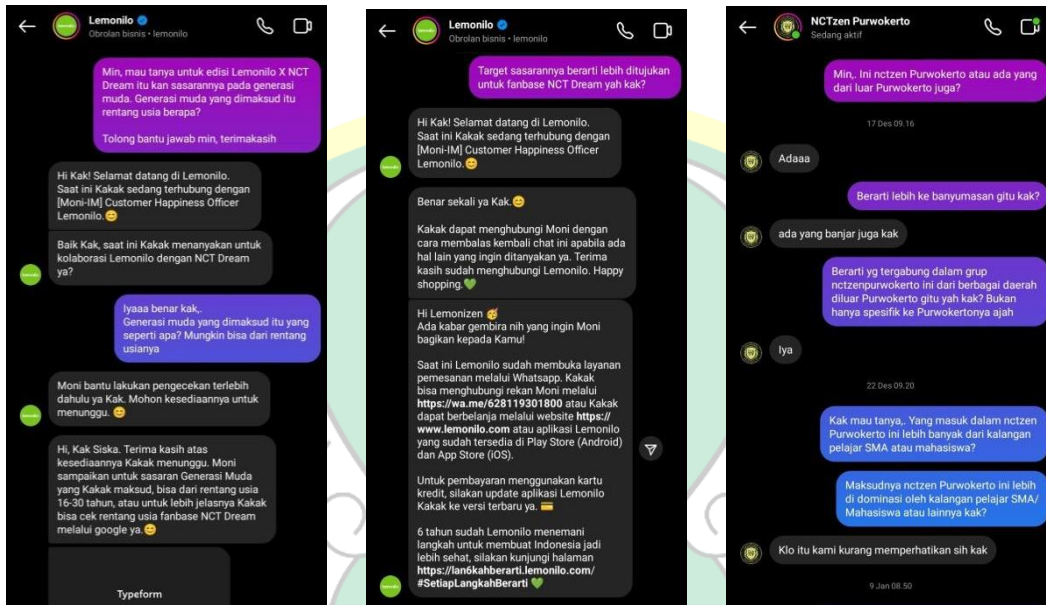 Lemonilo
Obrolan bisnis • lemonilo
Min, mau tanya untuk edisi Lemonilo X NCT
Dream itu kan sasarannya pada generasi
muda. Generasi muda yang dimaksud itu
rentang usia berapa?
Tolong bantu jawab min, terimakasih
Hi Kak! Selamat datang di Lemonilo.
Saat ini Kakak sedang terhubung dengan
[Moni-IM] Customer Happiness Officer
Lemonilo.😊
Baik Kak, saat ini Kakak menanyakan untuk
kolaborasi Lemonilo dengan NCT Dream
ya?
Iyaaa benar kak,.
Generasi muda yang dimaksud itu yang
seperti apa? Mungkin bisa dari rentang
usianya
Moni bantu lakukan pengecekan terlebih
dahulu ya Kak. Mohon kesediaannya untuk
menunggu. 😊
Hi, Kak Siska. Terima kasih atas
kesediaannya Kakak menunggu. Moni
sampaikan untuk sasaran Generasi Muda
yang Kakak maksud, bisa dari rentang usia
16-30 tahun, atau untuk lebih jelasnya Kakak
bisa cek rentang usia fanbase NCT Dream
melalui google ya.😊
Typeform
Lemonilo
Obrolan bisnis • lemonilo
Target sasarannya berarti lebih ditujukan
untuk fanbase NCT Dream yah kak?
Hi Kak! Selamat datang di Lemonilo.
Saat ini Kakak sedang terhubung dengan
[Moni-IM] Customer Happiness Officer
Lemonilo.😊
Benar sekali ya Kak.😊
Kakak dapat menghubungi Moni dengan
cara membalas kembali chat ini apabila ada
hal lain yang ingin ditanyakan ya. Terima
kasih sudah menghubungi Lemonilo. Happy
shopping.💚
Hi Lemonizen 🥳
Ada kabar gembira nih yang ingin Moni
bagikan kepada Kamu!
Saat ini Lemonilo sudah membuka layanan
pemesanan melalui Whatsapp. Kakak
bisa menghubungi rekan Moni melalui
https://wa.me/628119301800 atau Kakak
dapat berbelanja melalui website https://
www.lemonilo.com atau aplikasi Lemonilo
yang sudah tersedia di Play Store (Android)
dan App Store (iOS).
Untuk pembayaran menggunakan kartu
kredit, silakan update aplikasi Lemonilo
Kakak ke versi terbaru ya. 💳
6 tahun sudah Lemonilo menemani
langkah untuk membuat Indonesia jadi
lebih sehat, silakan kunjungi halaman
https://lan6kahberarti.lemonilo.com/
#SetiapLangkahBerarti 💚
NCTzen Purwokerto
Sedang aktif
Min,. Ini nctzen Purwokerto atau ada yang
dari luar Purwokerto juga?
17 Des 09.16
Adaaa
Berarti lebih ke banyumasan gitu kak?
ada yang banjar juga kak
Berarti yg tergabung dalam grup
nctzenpurwokerto ini dari berbagai daerah
diluar Purwokerto gitu yah kak? Bukan
hanya spesifik ke Purwokertonya ajah
Iya
22 Des 09.20
Kak mau tanya,. Yang masuk dalam nctzen
Purwokerto ini lebih banyak dari kalangan
pelajar SMA atau mahasiswa?
Maksudnya nctzen Purwokerto ini lebih
di dominasi oleh kalangan pelajar SMA/
Mahasiswa atau lainnya kak?
Klo itu kami kurang memperhatikan sih kak
9 Jan 08.50